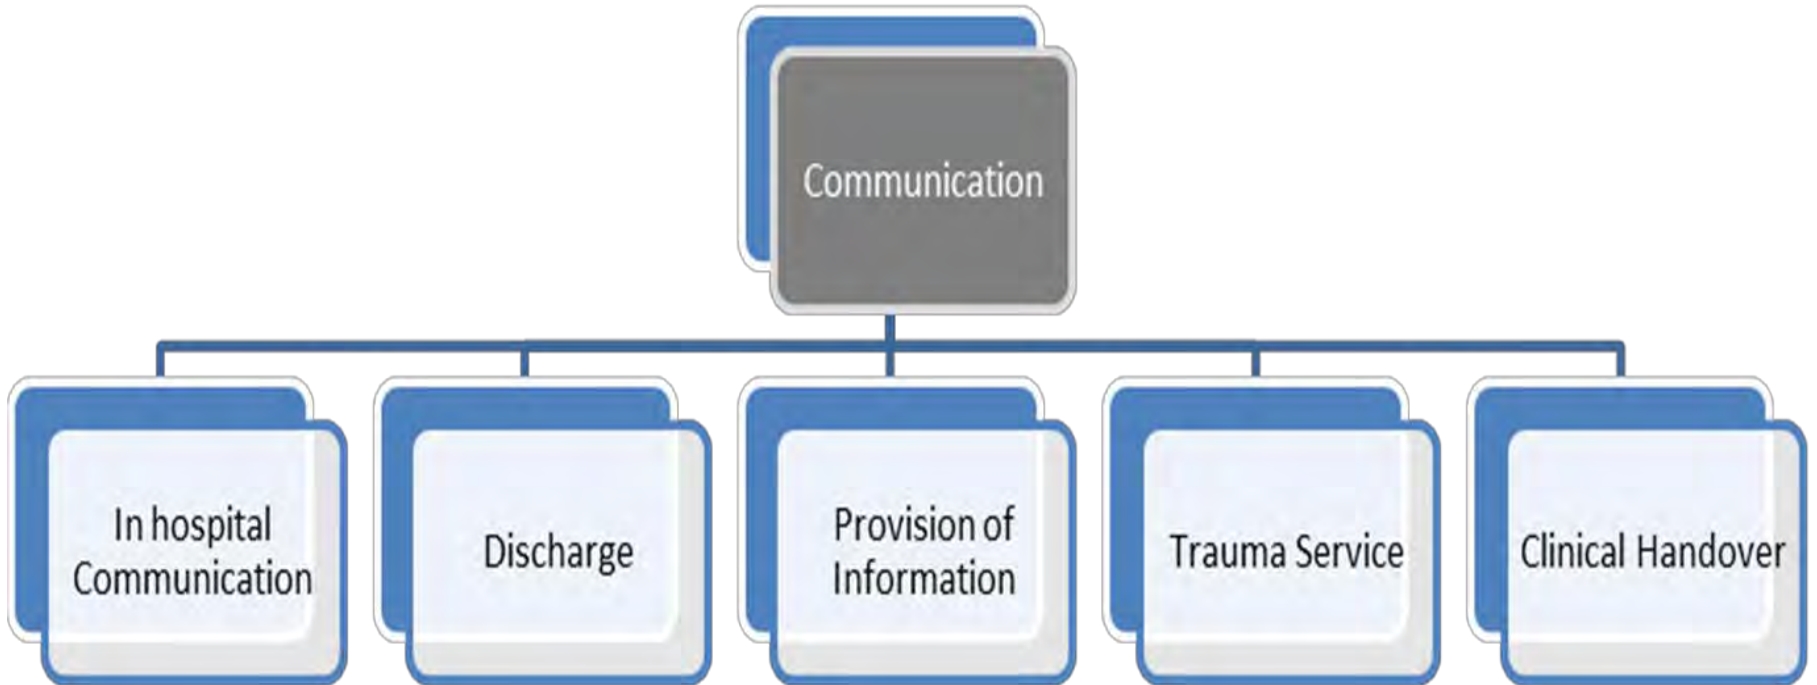 Communication
In hospital
Communication
Discharge
Provision of
Information
Trauma Service
Clinical Handover